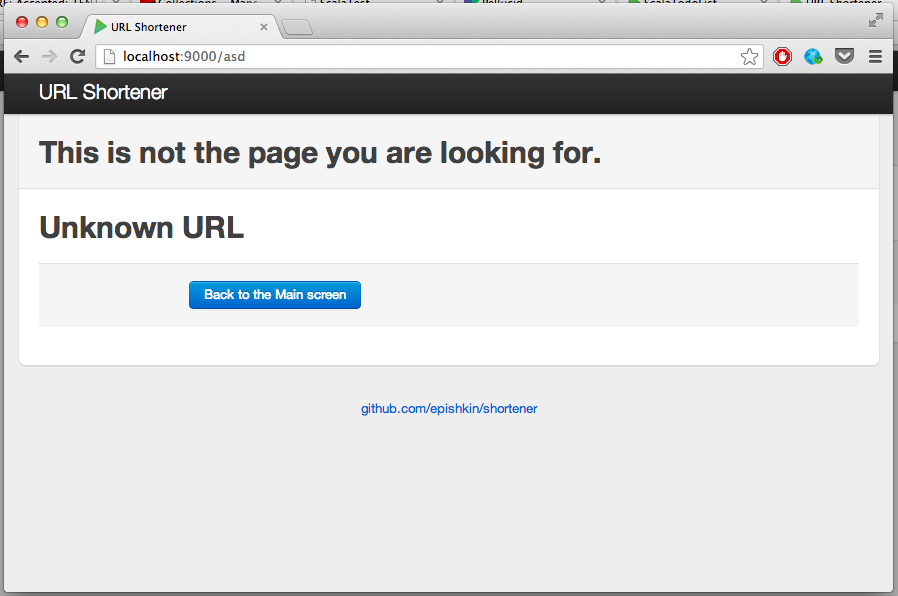 URL Shortener
localhost:9000/asd
URL Shortener
This is not the page you are looking for.
Unknown URL
Back to the Main screen
github.com/epishkin/shortener